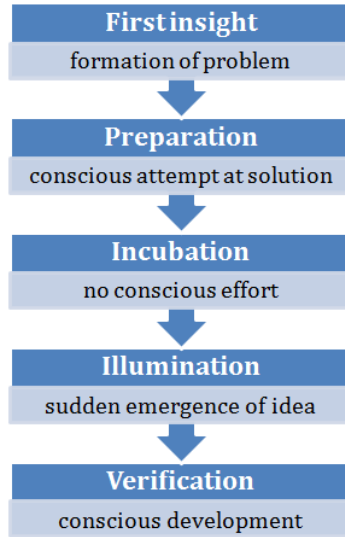 First insight
formation of problem
Preparation
conscious attempt at solution
Incubation
no conscious effort
Illumination
sudden emergence of idea
Verification
conscious development